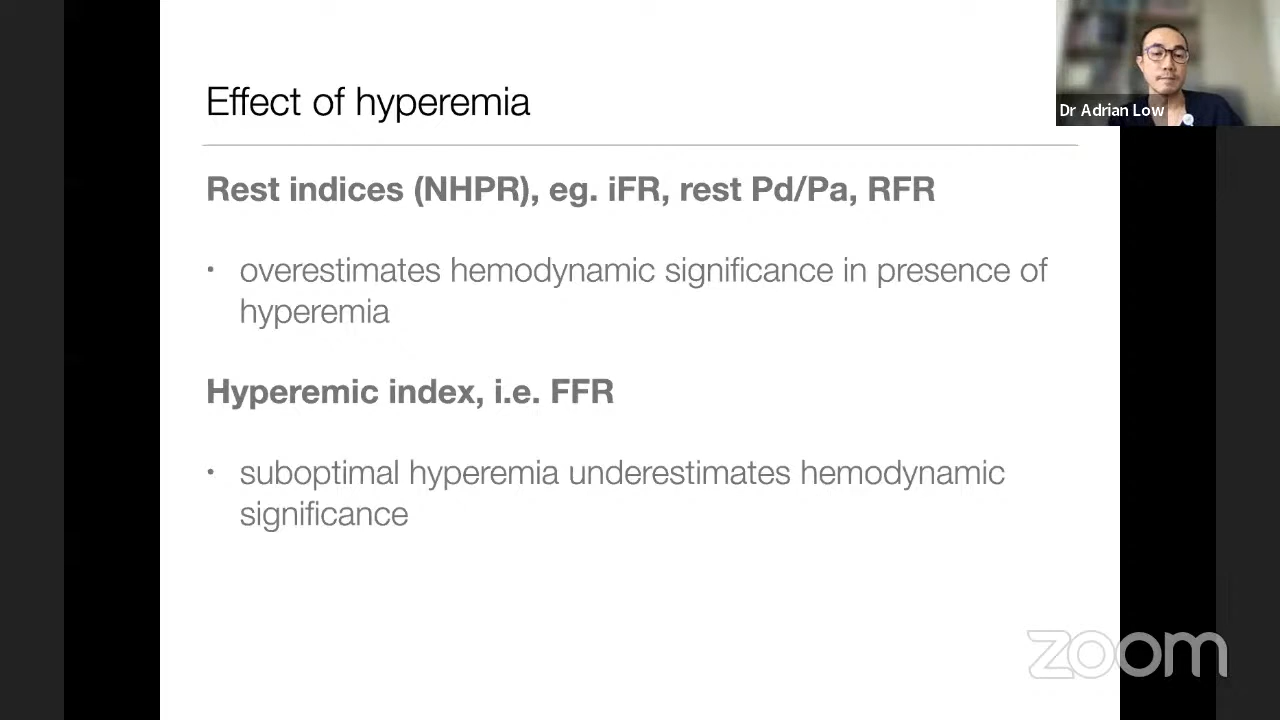 Effect of hyperemia
Dr Adrian Low
Rest indices (NHPR), eg. iFR, rest Pd/Pa, RFR
• overestimates hemodynamic significance in presence of
hyperemia
Hyperemic index, i.e. FFR
• suboptimal hyperemia underestimates hemodynamic
significance
zoom